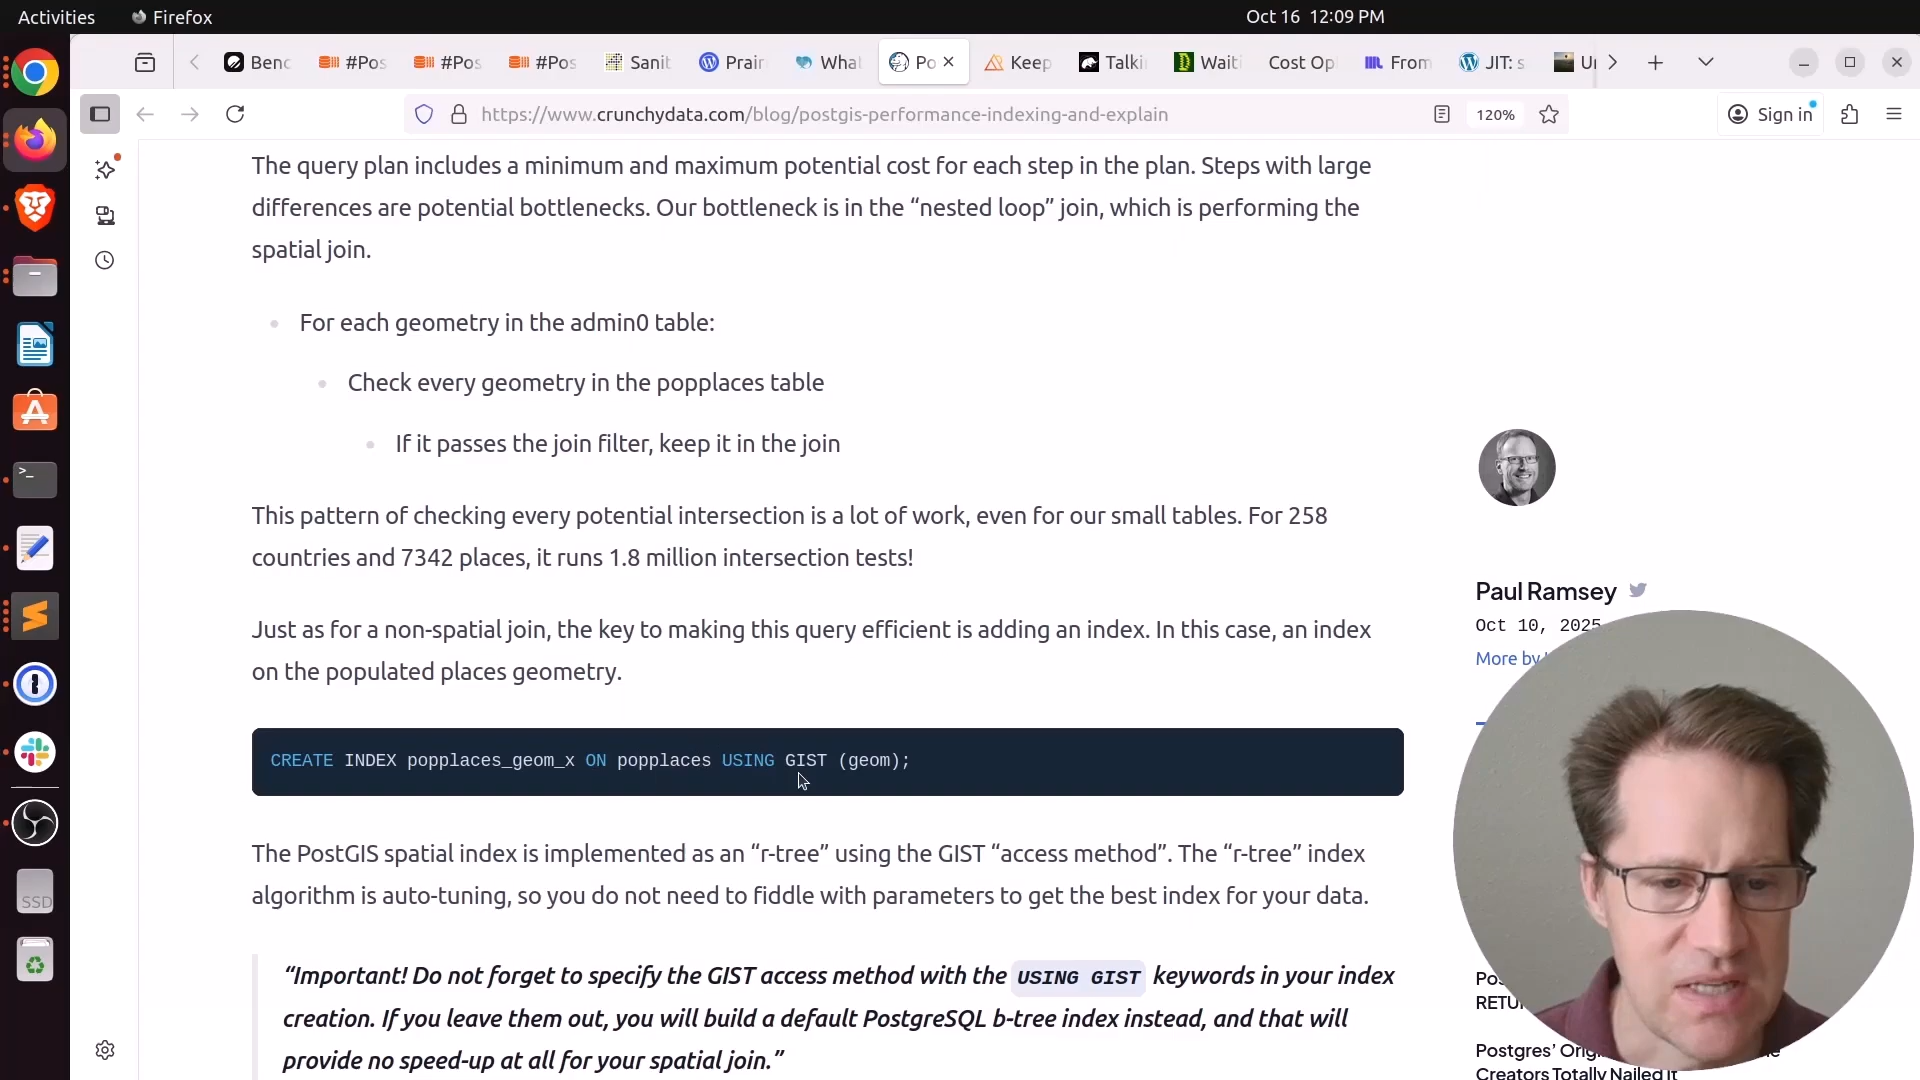 Activities
Firefox
Oct 16 12:09 PM
Benc
#Pos
#Pos
#Pos
Sanit
Prair
What
Po
Keep
Talki
Waiti
Cost Op
From
JIT: s
Un
https://www.crunchydata.com/blog/postgis-performance-indexing-and-explain
120%
Sign in
The query plan includes a minimum and maximum potential cost for each step in the plan. Steps with large
differences are potential bottlenecks. Our bottleneck is in the “nested loop” join, which is performing the
spatial join.
For each geometry in the admin0 table:
Check every geometry in the popplaces table
If it passes the join filter, keep it in the join
This pattern of checking every potential intersection is a lot of work, even for our small tables. For 258
countries and 7342 places, it runs 1.8 million intersection tests!
Just as for a non-spatial join, the key to making this query efficient is adding an index. In this case, an index
on the populated places geometry.
CREATE INDEX popplaces_geom_x ON popplaces USING GIST (geom);
The PostGIS spatial index is implemented as an “r-tree” using the GIST “access method”. The “r-tree” index
algorithm is auto-tuning, so you do not need to fiddle with parameters to get the best index for your data.
“Important! Do not forget to specify the GIST access method with the USING GIST keywords in your index
creation. If you leave them out, you will build a default PostgreSQL b-tree index instead, and that will
provide no speed-up at all for your spatial join.”
Paul Ramsey
Oct 10, 2025
More by
Pos
RETU
Postgres’ Orig
Creators Totally Nailed It
SSD